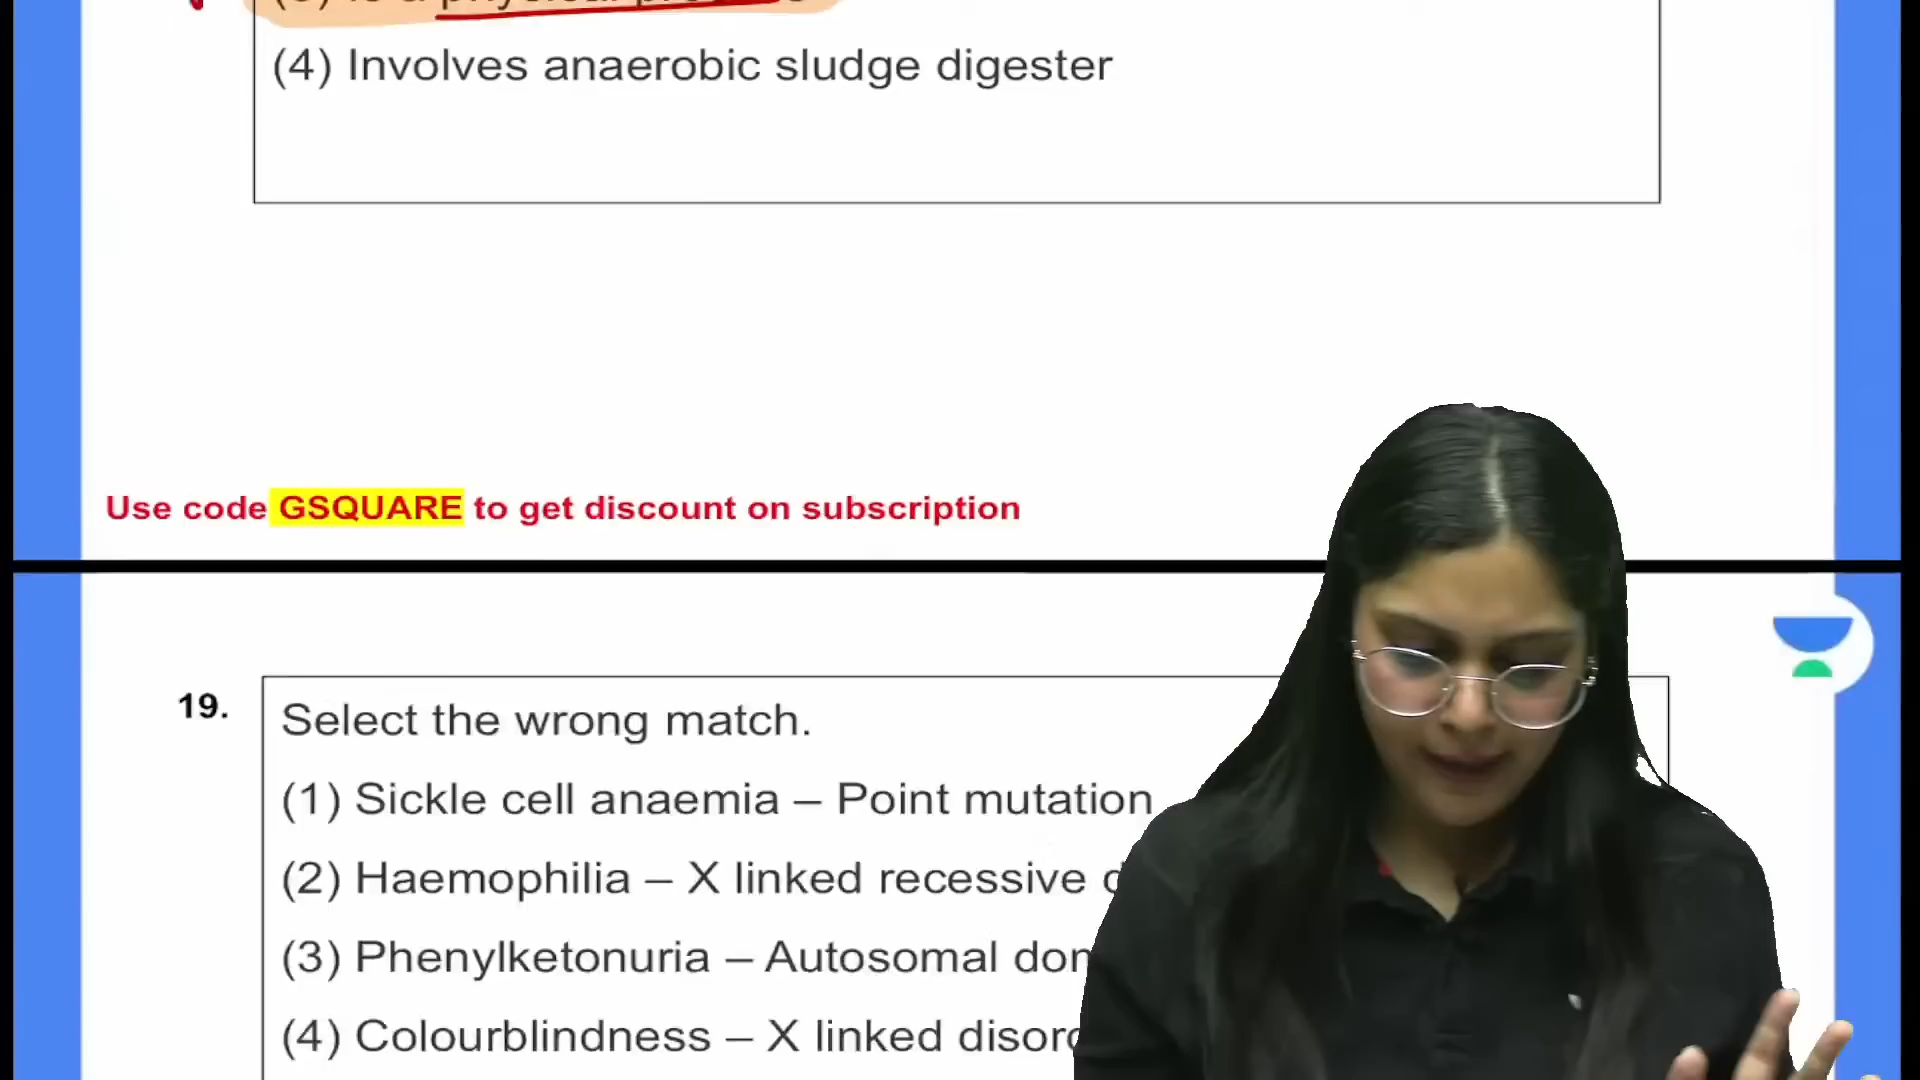 (4) Involves anaerobic sludge digester
Use code GSQUARE to get discount on subscription
19.
Select the wrong match.
(1) Sickle cell anaemia – Point mutation
(2) Haemophilia – X linked recessive
(3) Phenylketonuria – Autosomal
(4) Colourblindness – X linked